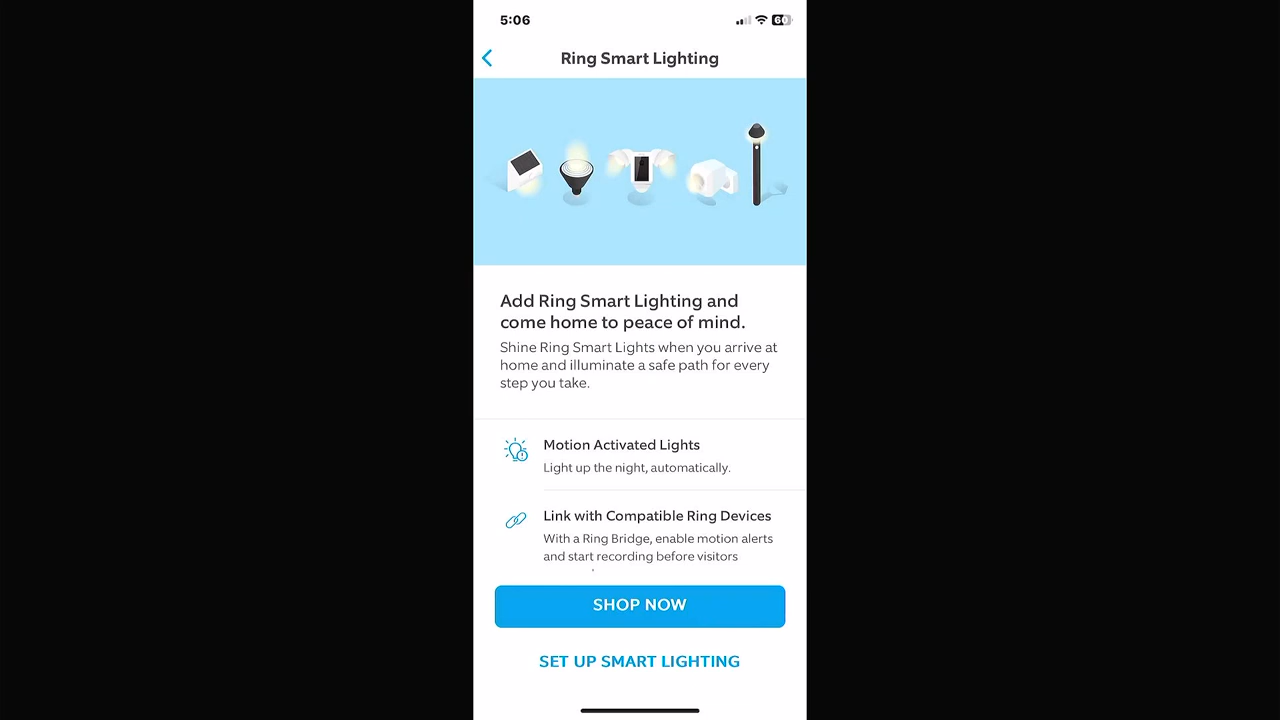 5:06
60
Ring Smart Lighting
Add Ring Smart Lighting and
come home to peace of mind.
Shine Ring Smart Lights when you arrive at
home and illuminate a safe path for every
step you take.
Motion Activated Lights
Light up the night, automatically.
Link with Compatible Ring Devices
With a Ring Bridge, enable motion alerts
and start recording before visitors
SHOP NOW
SET UP SMART LIGHTING